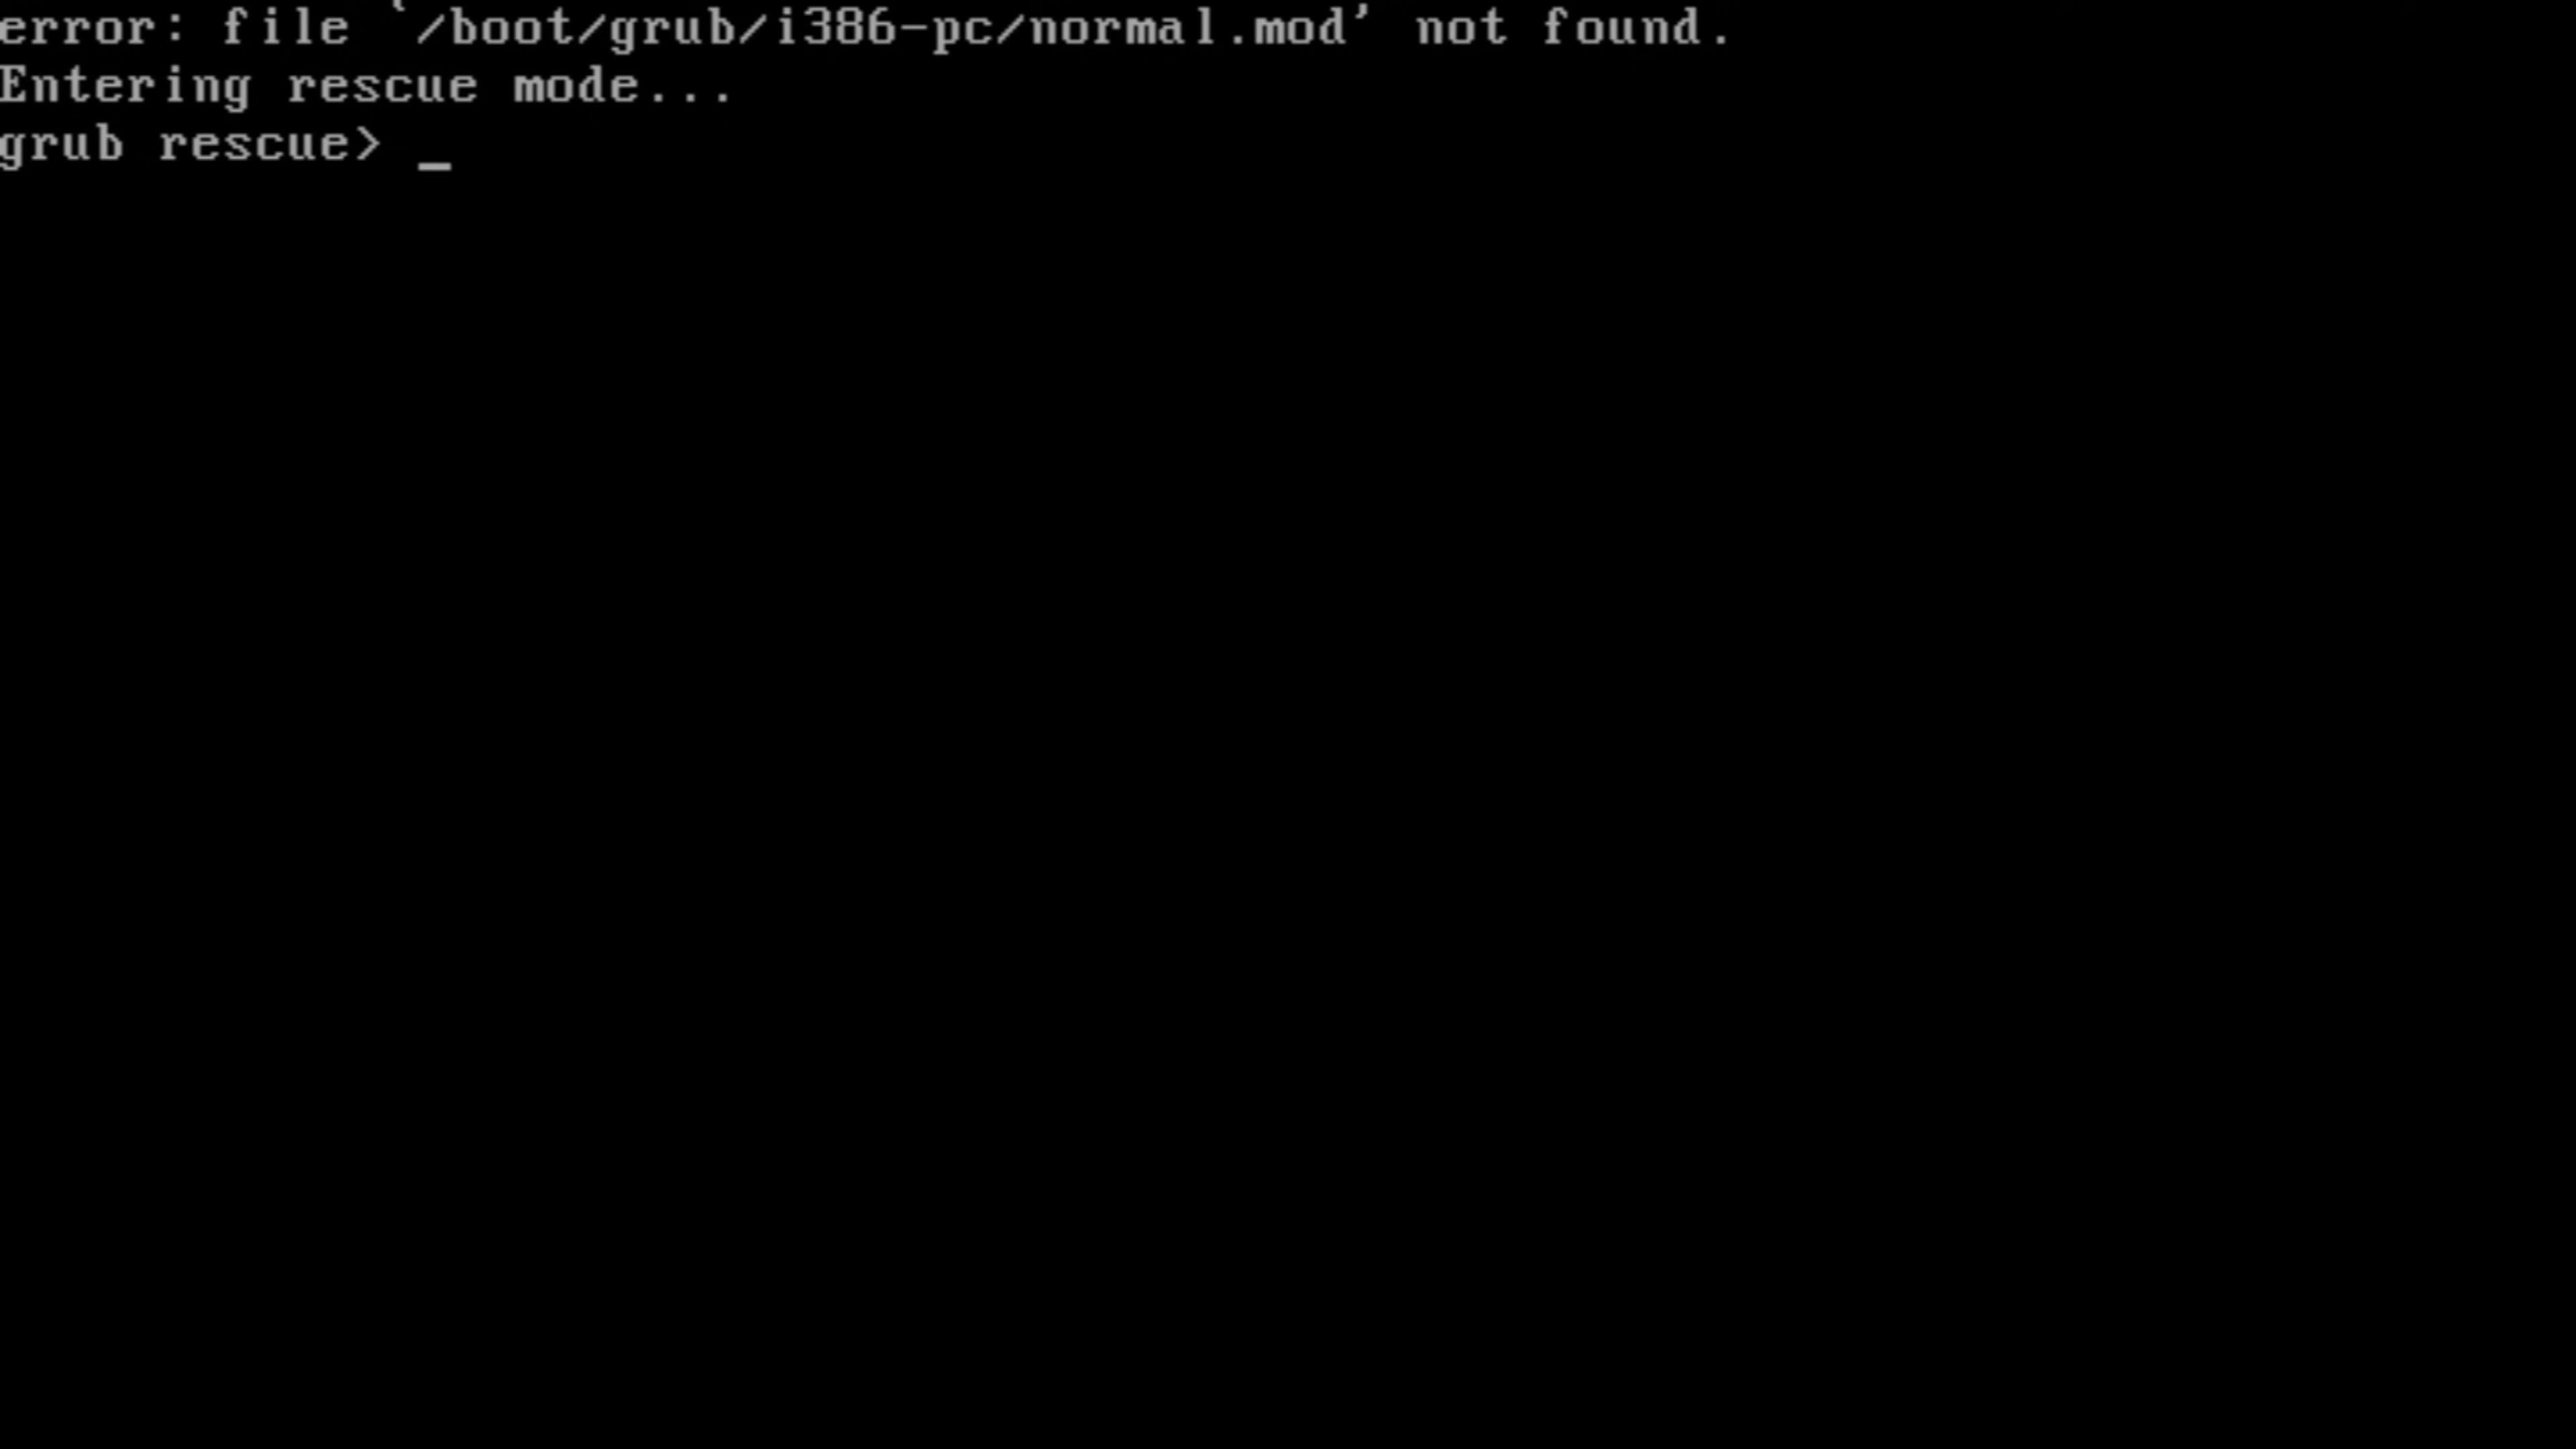 error: file `/boot/grub/i386-pc/normal.mod' not found.
Entering rescue mode...
grub rescue> _